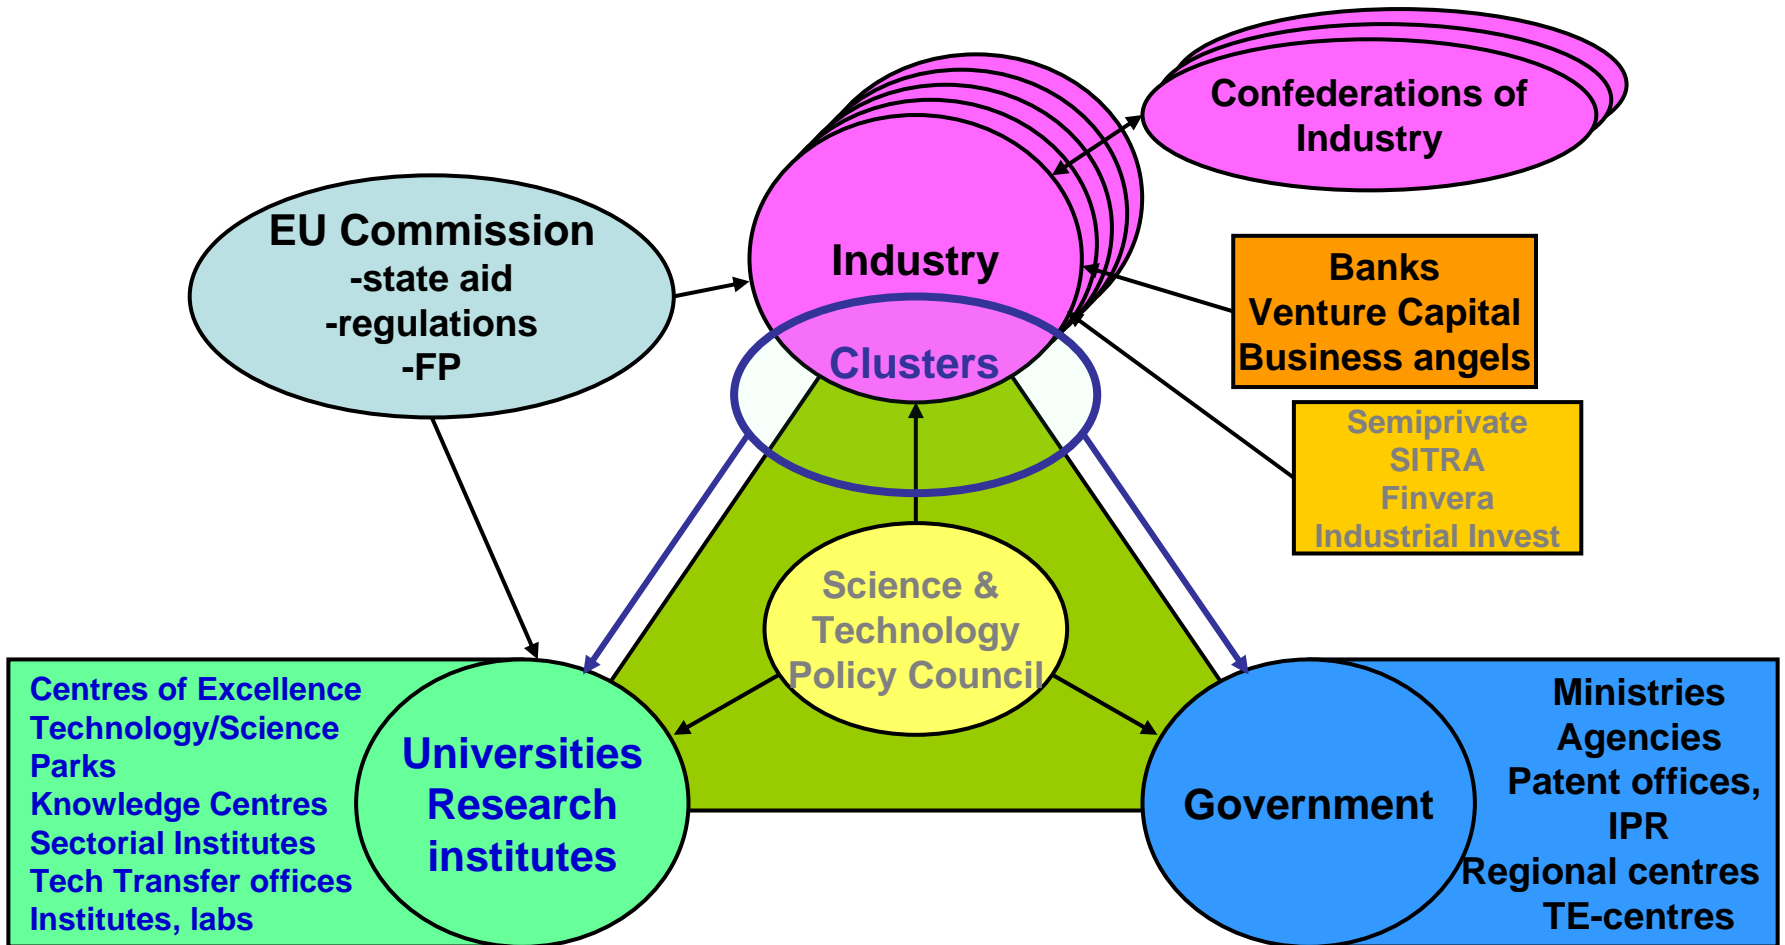 Confederations of
Industry
EU Commission
-state aid
-regulations
-FP
Industry
Clusters
Banks
Venture Capital
Business angels
Semiprivate
SITRA
Finvera
Industrial Invest
Science &
Technology
Policy Council
Centres of Excellence
Technology/Science
Parks
Knowledge Centres
Sectorial Institutes
Tech Transfer offices
Institutes, labs
Universities
Research
institutes
Government
Ministries
Agencies
Patent offices,
IPR
Regional centres
TE-centres